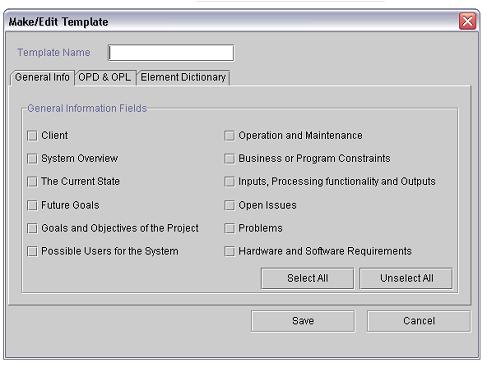 Make/Edit Template
Template Name
General Info OPD & OPL Element Dictionary
General Information Fields
Client
Operation and Maintenance
System Overview
Business or Program Constraints
The Current State
Inputs, Processing functionality and Outputs
Future Goals
Open Issues
Goals and Objectives of the Project
Problems
Possible Users for the System
Hardware and Software Requirements
Select All
Unselect All
Save
Cancel